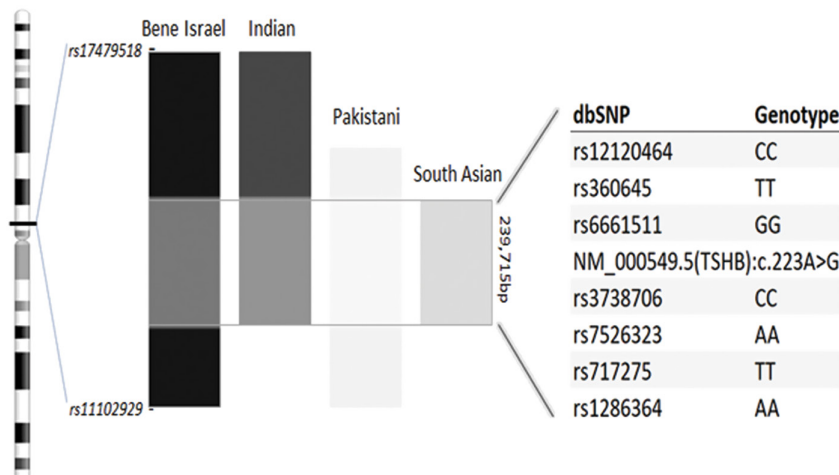 Bene Israel Indian
rs17479518
Pakistani
South Asian
239,715bp
rs11102929
dbSNP Genotype
rs12120464 CC
rs360645 TT
rs6661511 GG
NM_000549.5(TSHB):c.223A>G
rs3738706 CC
rs7526323 AA
rs717275 TT
rs1286364 AA